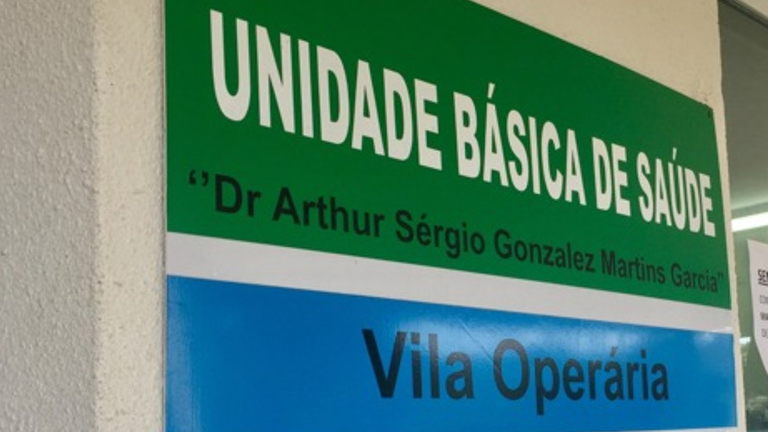 UNIDADE BÁSICA DE SAÚDE
‘’Dr Arthur Sérgio Gonzalez Martins Garcia"
Vila Operária